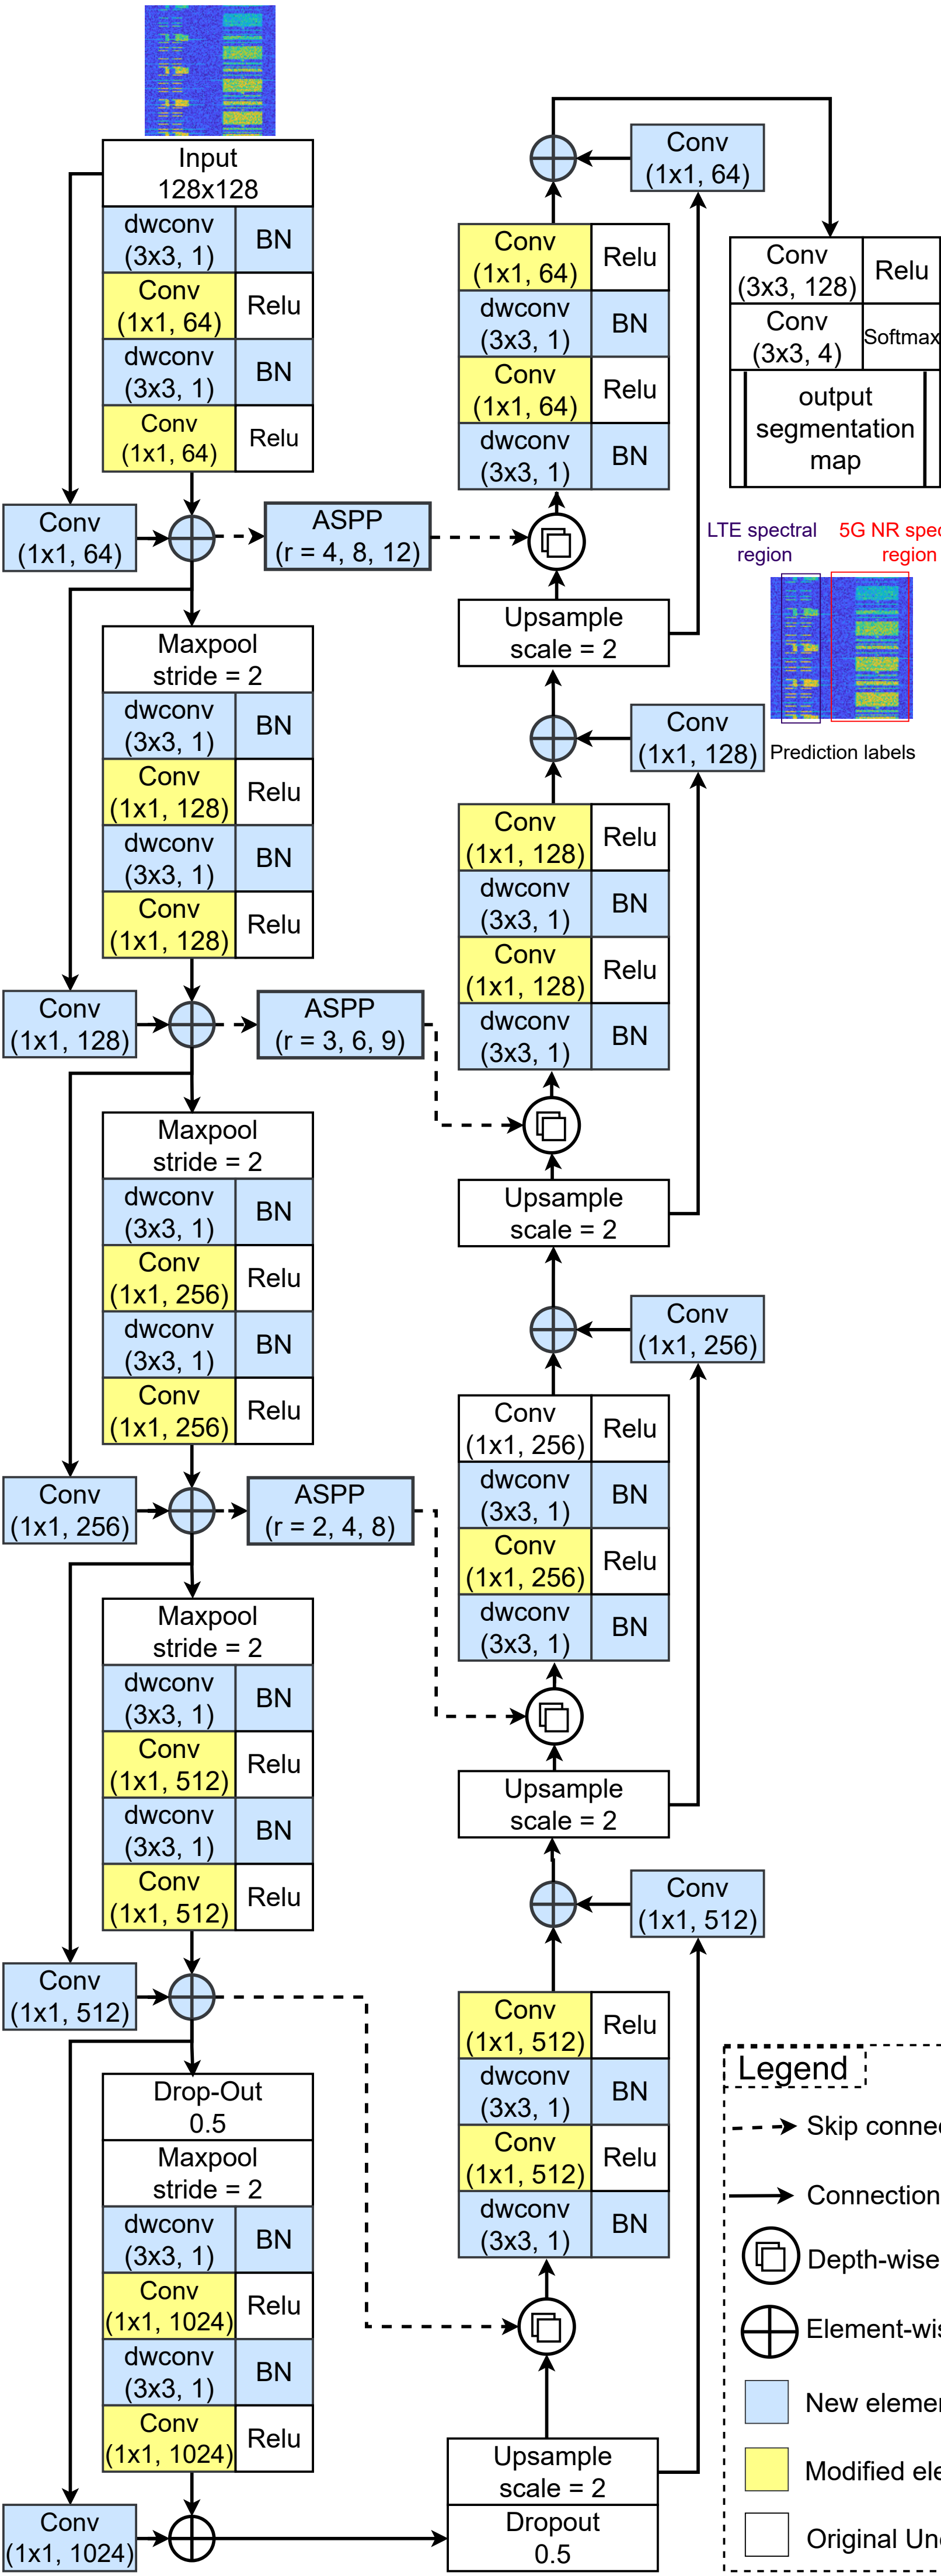 Input
128x128
dwconv
(3x3, 1)
BN
Conv
(1x1, 64)
Relu
dwconv
(3x3, 1)
BN
Conv
(1x1, 64)
Relu
Conv
(1x1, 64)
ASPP
(r = 4, 8, 12)
Maxpool
stride = 2
dwconv
(3x3, 1)
BN
Conv
(1x1, 128)
Relu
dwconv
(3x3, 1)
BN
Conv
(1x1, 128)
Relu
Conv
(1x1, 128)
ASPP
(r = 3, 6, 9)
Maxpool
stride = 2
dwconv
(3x3, 1)
BN
Conv
(1x1, 256)
Relu
dwconv
(3x3, 1)
BN
Conv
(1x1, 256)
Relu
Conv
(1x1, 256)
ASPP
(r = 2, 4, 8)
Maxpool
stride = 2
dwconv
(3x3, 1)
BN
Conv
(1x1, 512)
Relu
dwconv
(3x3, 1)
BN
Conv
(1x1, 512)
Relu
Conv
(1x1, 512)
Drop-Out
0.5
Maxpool
stride = 2
dwconv
(3x3, 1)
BN
Conv
(1x1, 1024)
Relu
dwconv
(3x3, 1)
BN
Conv
(1x1, 1024)
Relu
Conv
(1x1, 1024)
Conv
(1x1, 64)
Conv
(1x1, 64)
Relu
dwconv
(3x3, 1)
BN
Conv
(1x1, 64)
Relu
dwconv
(3x3, 1)
BN
Upsample
scale = 2
Conv
(1x1, 128)
Conv
(1x1, 128)
Relu
dwconv
(3x3, 1)
BN
Conv
(1x1, 128)
Relu
dwconv
(3x3, 1)
BN
Upsample
scale = 2
Conv
(1x1, 256)
Conv
(1x1, 256)
Relu
dwconv
(3x3, 1)
BN
Conv
(1x1, 256)
Relu
dwconv
(3x3, 1)
BN
Upsample
scale = 2
Conv
(1x1, 512)
Conv
(1x1, 512)
Relu
dwconv
(3x3, 1)
BN
Conv
(1x1, 512)
Relu
dwconv
(3x3, 1)
BN
Upsample
scale = 2
Dropout
0.5
Conv
(3x3, 128)
Relu
Conv
(3x3, 4)
Softmax
output
segmentation
map
LTE spectral
region
5G NR
region
Prediction labels
Legend
Skip
Connection
Depth-wise
New
Modified
Original